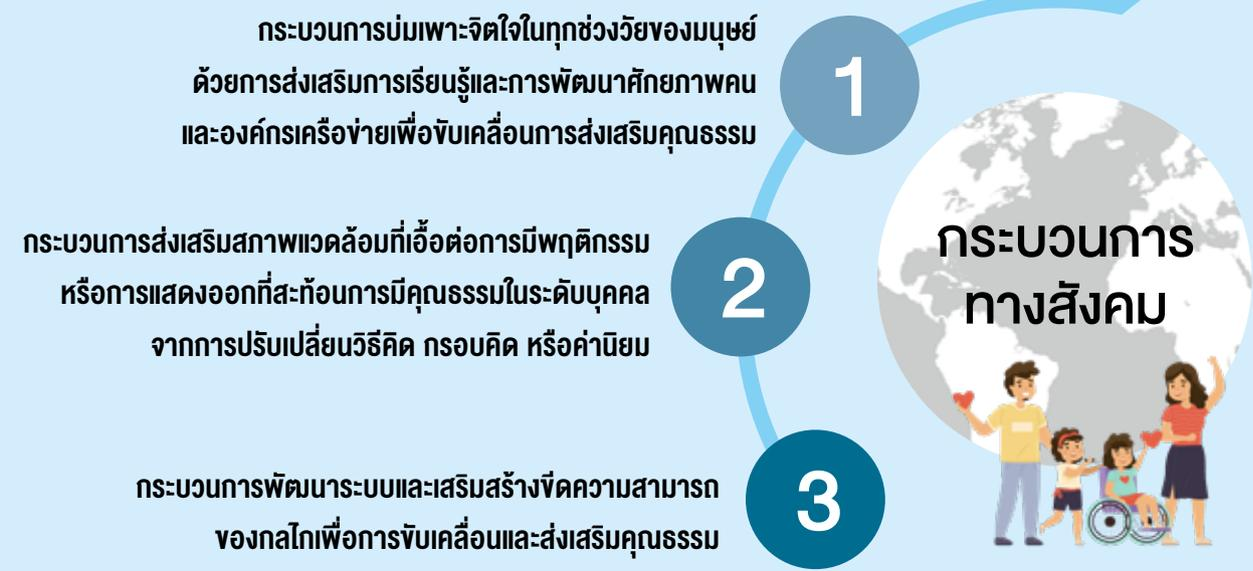 กระบวนการบ่มเพาะจิตใจในทุกช่วงวัยของมนุษย์
ด้วยการส่งเสริมการเรียนรู้และการพัฒนาศักยภาพคน
และองค์กรเครือข่ายเพื่อขับเคลื่อนการส่งเสริมคุณธรรม
1
กระบวนการส่งเสริมสภาพแวดล้อมที่เอื้อต่อการมีพฤติกรรม
หรือการแสดงออกที่สะท้อนการมีคุณธรรมในระดับบุคคล
จากการปรับเปลี่ยนวิธีคิด กรอบคิด หรือค่านิยม
2
กระบวนการพัฒนาระบบและเสริมสร้างขีดความสามารถ
ของกลไกเพื่อการขับเคลื่อนและส่งเสริมคุณธรรม
3
กระบวนการ
ทางสังคม